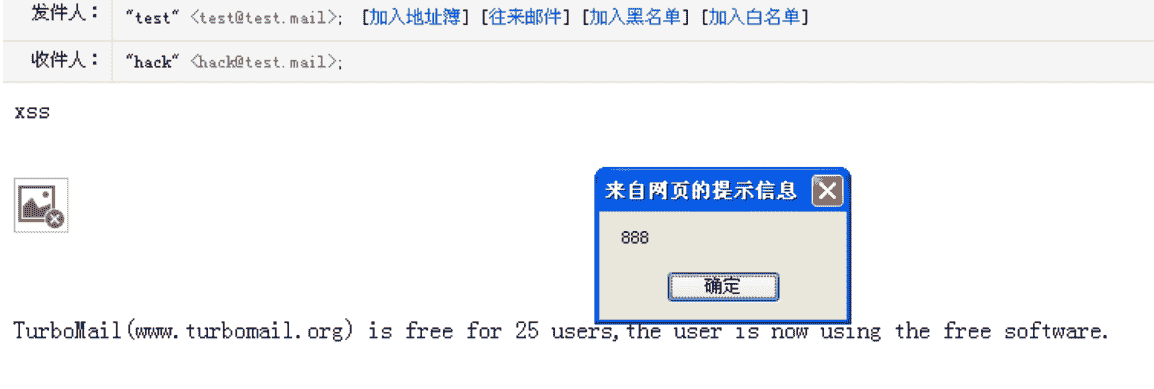 发件人： “test” <test@test.mail>; [加入地址簿] [往来邮件] [加入黑名单] [加入白名单]
收件人： “hack” <hack@test.mail>;
xss
来自网页的提示信息
888
确定
TurboMail(www.turbomail.org) is free for 25 users,the user is now using the free software.